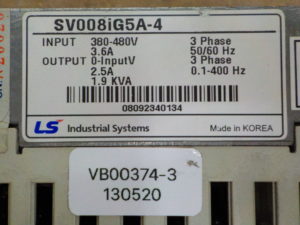 SV008iG5A-4
INPUT 380-480V 3 Phase
3.6A 50/60 Hz
OUTPUT 0-InputV 3 Phase
2.5A 0.1-400 Hz
1.9 KVA
08092340134
LS Industrial Systems Made in KOREA
VB00374-3
130520